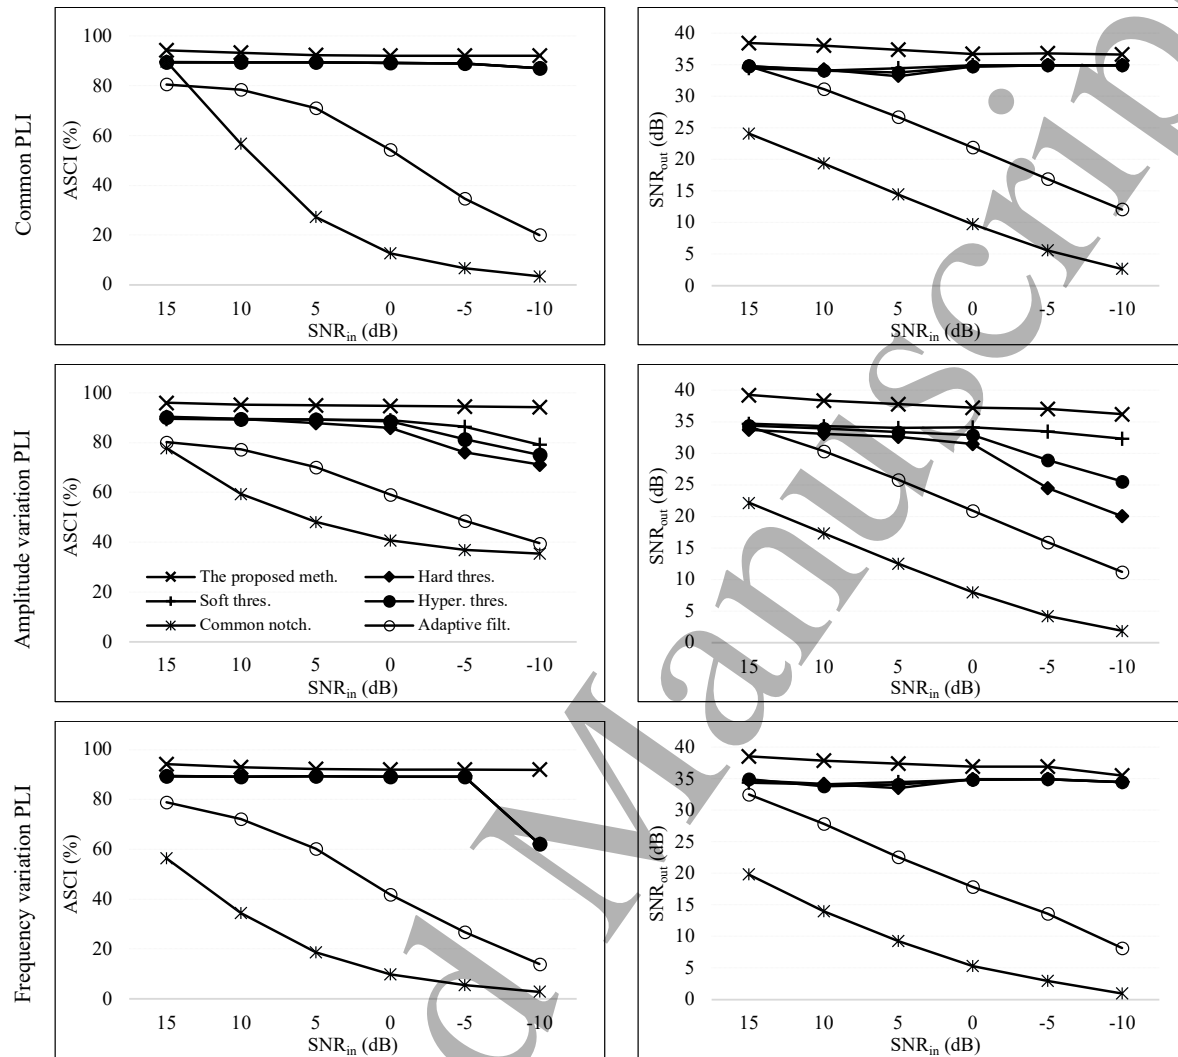 Common PLI
100
80
60
40
20
0
ASCI (%)
15 10 5 0 -5 -10
SNRin (dB)
40
35
30
25
20
15
10
5
0
SNRout (dB)
15 10 5 0 -5 -10
SNRin (dB)
Amplitude variation PLI
100
80
60
40
20
0
ASCI (%)
The proposed meth. Hard thres.
Soft thres. Hyper. thres.
Common notch. Adaptive filt.
15 10 5 0 -5 -10
SNRin (dB)
40
35
30
25
20
15
10
5
0
SNRout (dB)
15 10 5 0 -5 -10
SNRin (dB)
Frequency variation PLI
100
80
60
40
20
0
ASCI (%)
15 10 5 0 -5 -10
SNRin (dB)
40
35
30
25
20
15
10
5
0
SNRout (dB)
15 10 5 0 -5 -10
SNRin (dB)
d Manuscrip